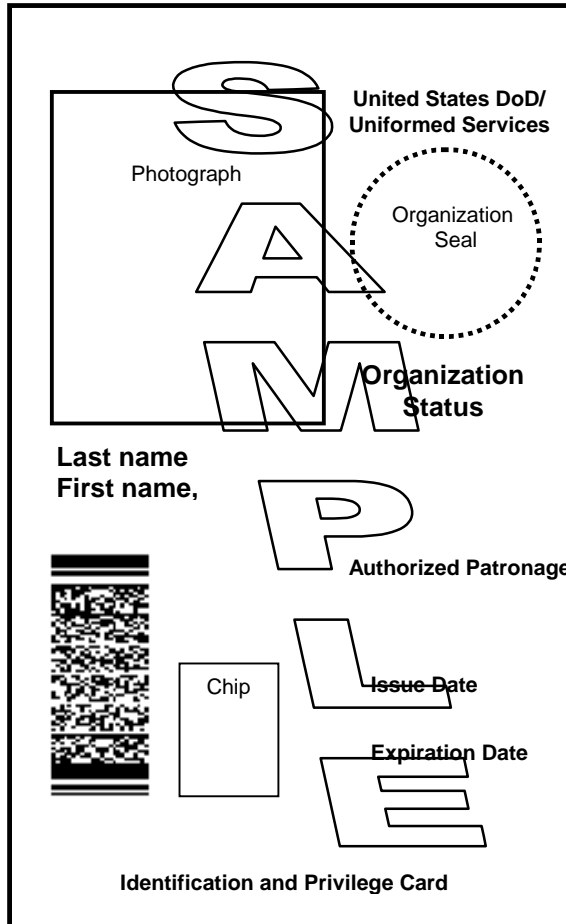 SAMPLE
United States DoD/
Uniformed Services
Photograph
Organization
Seal
Organization
Status
Last name
First name,
Authorized Patronage
Issue Date
Chip
Expiration Date
Identification and Privilege Card